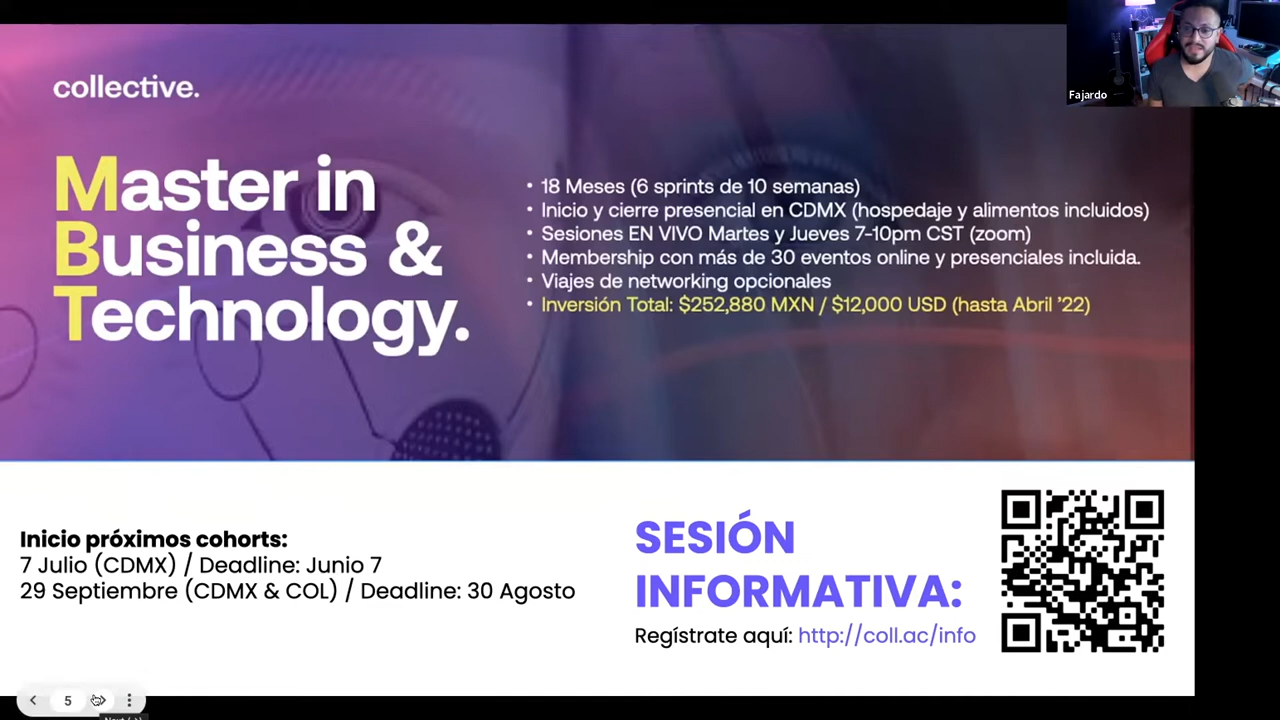 collective.
Master in
Business &
Technology.
• 18 Meses (6 sprints de 10 semanas)
• Inicio y cierre presencial en CDMX (hospedaje y alimentos incluidos)
• Sesiones EN VIVO Martes y Jueves 7-10pm CST (zoom)
• Membership con más de 30 eventos online y presenciales incluida.
• Viajes de networking opcionales
• Inversión Total: $252,880 MXN / $12,000 USD (hasta Abril ’22)
Fajardo
Inicio próximos cohorts:
7 Julio (CDMX) / Deadline: Junio 7
29 Septiembre (CDMX & COL) / Deadline: 30 Agosto
SESIÓN
INFORMATIVA:
Regístrate aquí: http://coll.ac/info
5